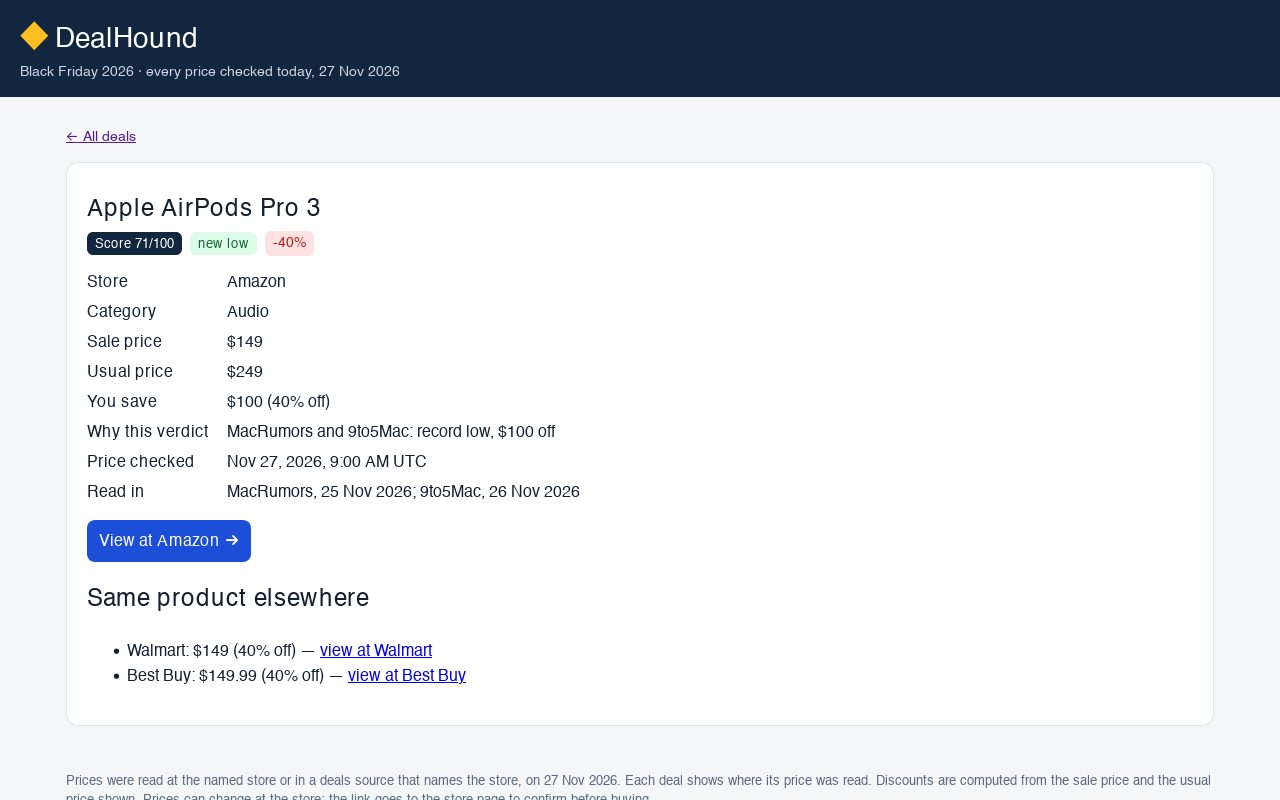 DealHound
Black Friday 2026 · every price checked today, 27 Nov 2026
← All deals
Apple AirPods Pro 3
Score 71/100 new low -40%
Store Amazon
Category Audio
Sale price $149
Usual price $249
You save $100 (40% off)
Why this verdict MacRumors and 9to5Mac: record low, $100 off
Price checked Nov 27, 2026, 9:00 AM UTC
Read in MacRumors, 25 Nov 2026; 9to5Mac, 26 Nov 2026
View at Amazon →
Same product elsewhere
• Walmart: $149 (40% off) — view at Walmart
• Best Buy: $149.99 (40% off) — view at Best Buy
Prices were read at the named store or in a deals source that names the store, on 27 Nov 2026. Each deal shows where its price was read. Discounts are computed from the sale price and the usual
price shown. Prices can change at the store; the link goes to the store page to confirm before buying.